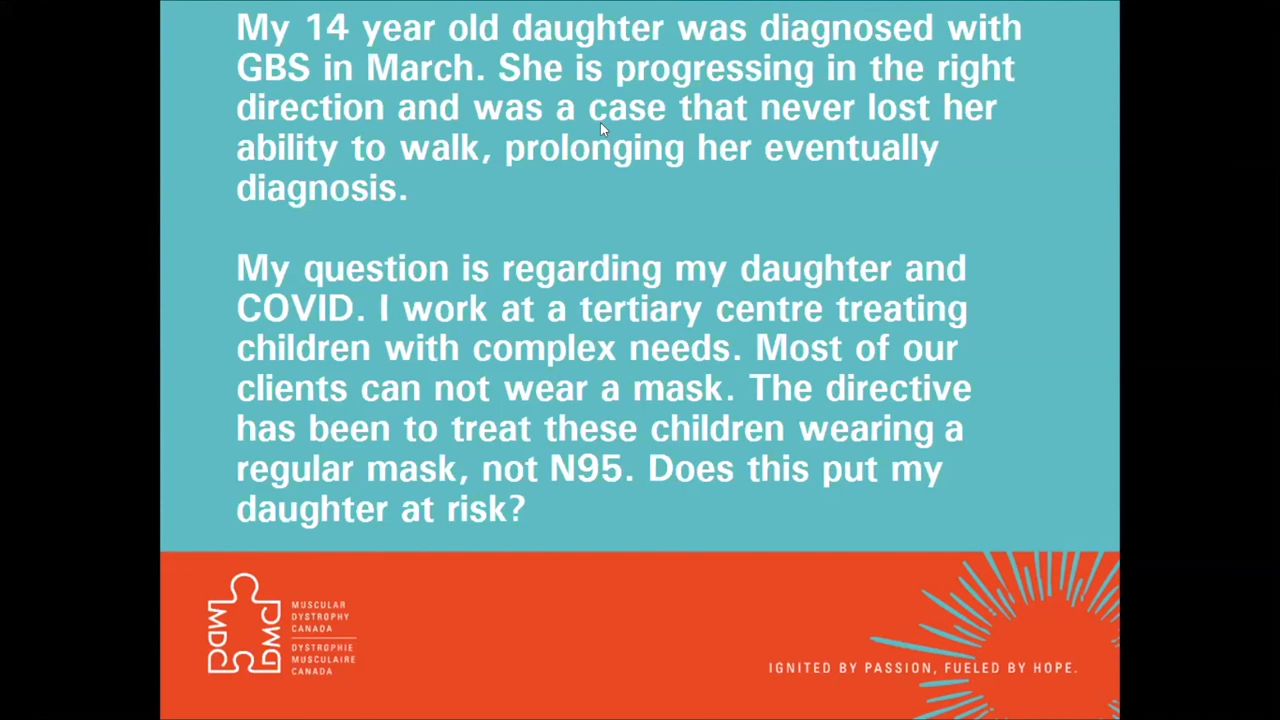 My 14 year old daughter was diagnosed with
GBS in March. She is progressing in the right
direction and was a case that never lost her
ability to walk, prolonging her eventually
diagnosis.
My question is regarding my daughter and
COVID. I work at a tertiary centre treating
children with complex needs. Most of our
clients can not wear a mask. The directive
has been to treat these children wearing a
regular mask, not N95. Does this put my
daughter at risk?
MDC
DMC
MUSCULAR
DYSTROPHY
CANADA
DYSTROPHIE
MUSCULAIRE
CANADA
IGNITED BY PASSION, FUELED BY HOPE.